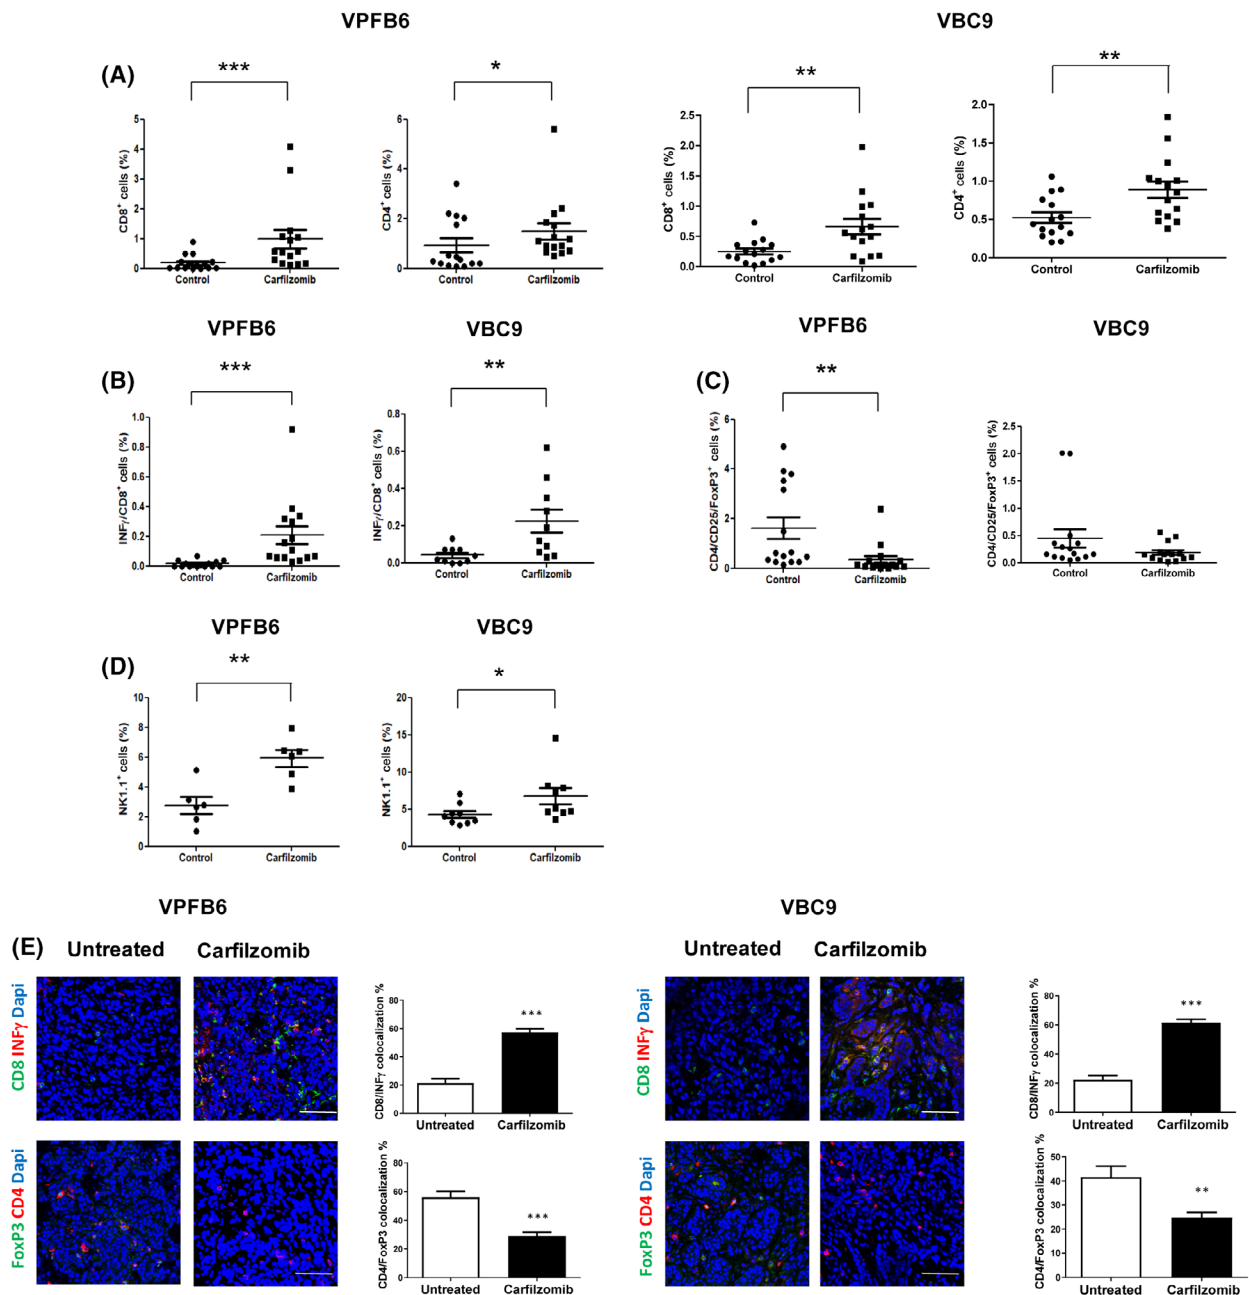 VPFB6
VBC9
(A)
***
*
**
**
CD8+ cells (%)
5
4
3
2
1
0
Control
Carfilzomib
CD4+ cells (%)
6
4
2
0
Control
Carfilzomib
CD8+ cells (%)
2.5
2.0
1.5
1.0
0.5
0.0
Control
Carfilzomib
CD4+ cells (%)
2.0
1.5
1.0
0.5
0.0
Control
Carfilzomib
VPFB6
VBC9
(B)
***
**
INFγ/CD8+ cells (%)
1.0
0.8
0.6
0.4
0.2
0.0
Control
Carfilzomib
INFγ/CD8+ cells (%)
0.8
0.6
0.4
0.2
0.0
Control
Carfilzomib
VPFB6
VBC9
(C)
**
CD4/CD25/FoxP3+ cells (%)
6
4
2
0
Control
Carfilzomib
CD4/CD25/FoxP3+ cells (%)
2.5
2.0
1.5
1.0
0.5
0.0
Control
Carfilzomib
VPFB6
VBC9
(D)
**
*
NK1.1+ cells (%)
10
8
6
4
2
0
Control
Carfilzomib
NK1.1+ cells (%)
20
15
10
5
0
Control
Carfilzomib
VPFB6
VBC9
(E)
Untreated
Carfilzomib
Untreated
Carfilzomib
CD8 INFγ Dapi
CD8/INFγ colocalization %
80
60
40
20
0
***
Untreated
Carfilzomib
CD8 INFγ Dapi
CD8/INFγ colocalization %
80
60
40
20
0
***
Untreated
Carfilzomib
FoxP3 CD4 Dapi
CD4/FoxP3 colocalization %
80
60
40
20
0
***
Untreated
Carfilzomib
FoxP3 CD4 Dapi
CD4/FoxP3 colocalization %
50
40
30
20
10
0
**
Untreated
Carfilzomib